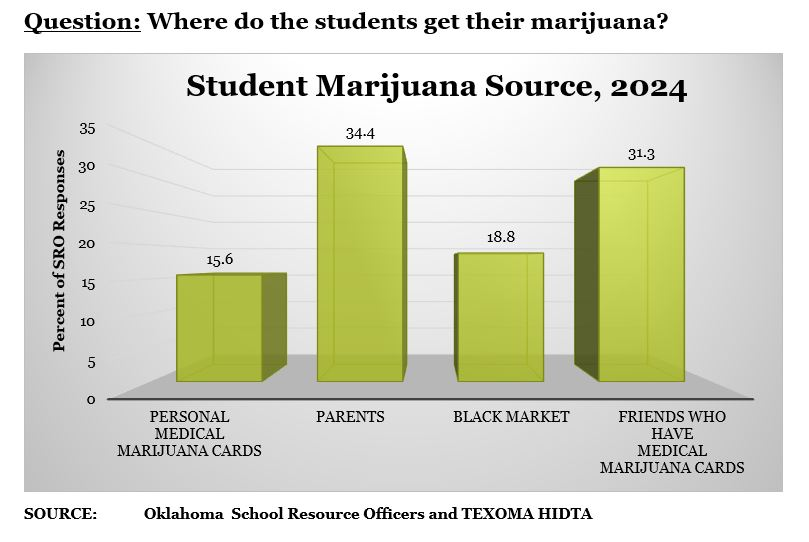 Question: Where do the students get their marijuana?
Student Marijuana Source, 2024
Percent of SRO Responses
35
30
25
20
15
10
5
0
15.6
34.4
18.8
31.3
PERSONAL
MEDICAL
MARIJUANA CARDS
PARENTS
BLACK MARKET
FRIENDS WHO
HAVE
MEDICAL
MARIJUANA CARDS
SOURCE: Oklahoma School Resource Officers and TEXOMA HIDTA